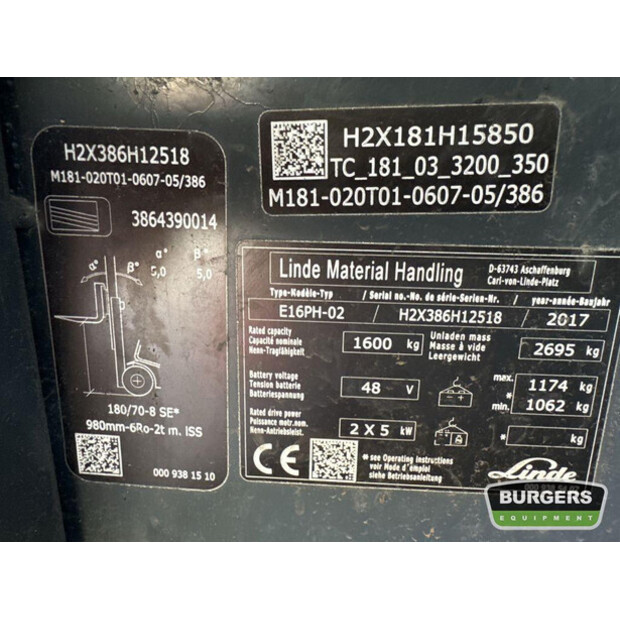 H2X386H12518
M181-020T01-0607-05/386
3864390014
α° β°
α° β° 5,0 5,0
180/70-8 SE*
980mm-6Ro-2t m. ISS
000 938 15 10
H2X181H15850
TC_181_03_3200_350
M181-020T01-0607-05/386
Linde Material Handling
D-63743 Aschaffenburg
Carl-von-Linde-Platz
Type-Modèle-Typ / Serial no.-No. de série-Serien-Nr. / year-année-Baujahr
E16PH-02 / H2X386H12518 / 2017
Rated capacity
Capacité nominale
Nenn-Tragfähigkeit
1600 kg
Unladen mass
Masse à vide
Leergewicht
2695 kg
Battery voltage
Tension batterie
Batteriespannung
48 V
max. 1174 kg
*
min. 1062 kg
Rated drive power
Puissance motr.nom.
Nenn-Antriebsleist.
2 X 5 kW
* kg
CE
* see Operating instructions
voir Mode d'emploi
siehe Betriebsanleitung
Linde
BURGERS
EQUIPMENT